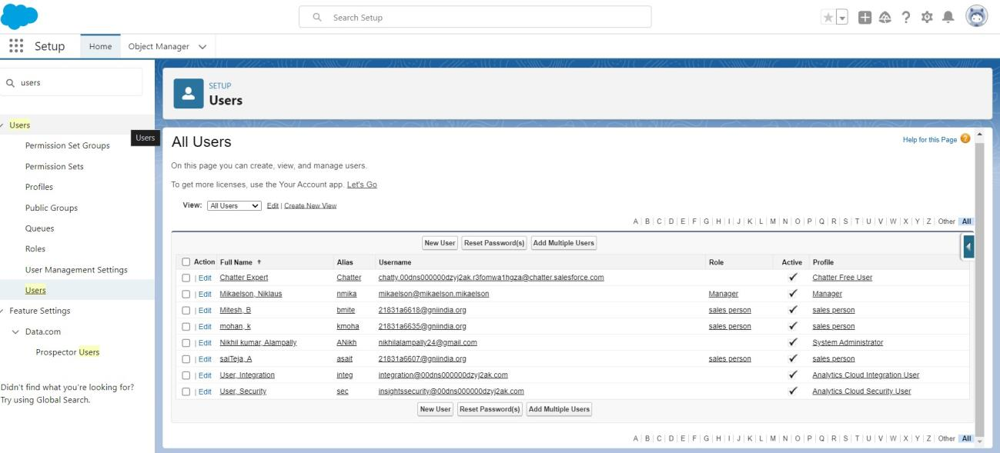 Search Setup
Setup
Home
Object Manager
users
Users
Permission Set Groups
Permission Sets
Profiles
Public Groups
Queues
Roles
User Management Settings
Users
Feature Settings
Data.com
Prospector Users
Didn't find what you're looking for?
Try using Global Search.
Users
SETUP
Users
All Users
Help for this Page
On this page you can create, view, and manage users.
To get more licenses, use the Your Account app. Let's Go
View: All Users Edit | Create New View
A | B | C | D | E | F | G | H | I | J | K | L | M | N | O | P | Q | R | S | T | U | V | W | X | Y | Z | Other All
New User Reset Password(s) Add Multiple Users
Action Full Name ↑ Alias Username Role Active Profile
| Edit Chatter Expert Chatter chatty.00dns000000dzyj2ak.r3fomwa1hgza@chatter.salesforce.com Chatter Free User
| Edit Mikaelson, Niklaus nmika mikaelson@mikaelson.mikaelson Manager Manager
| Edit Mitesh, B bmite 21831a6618@gniindia.org sales person sales person
| Edit mohan, k kmoha 21831a6635@gniindia.org sales person sales person
| Edit Nikhil kumar, Alampally ANikh nikhilalampally24@gmail.com System Administrator
| Edit saiTeja, A asait 21831a6607@gniindia.org sales person sales person
| Edit User, Integration integ integration@00dns000000dzyj2ak.com Analytics Cloud Integration User
| Edit User, Security sec insightssecurity@00dns000000dzyj2ak.com Analytics Cloud Security User
New User Reset Password(s) Add Multiple Users
A | B | C | D | E | F | G | H | I | J | K | L | M | N | O | P | Q | R | S | T | U | V | W | X | Y | Z | Other All